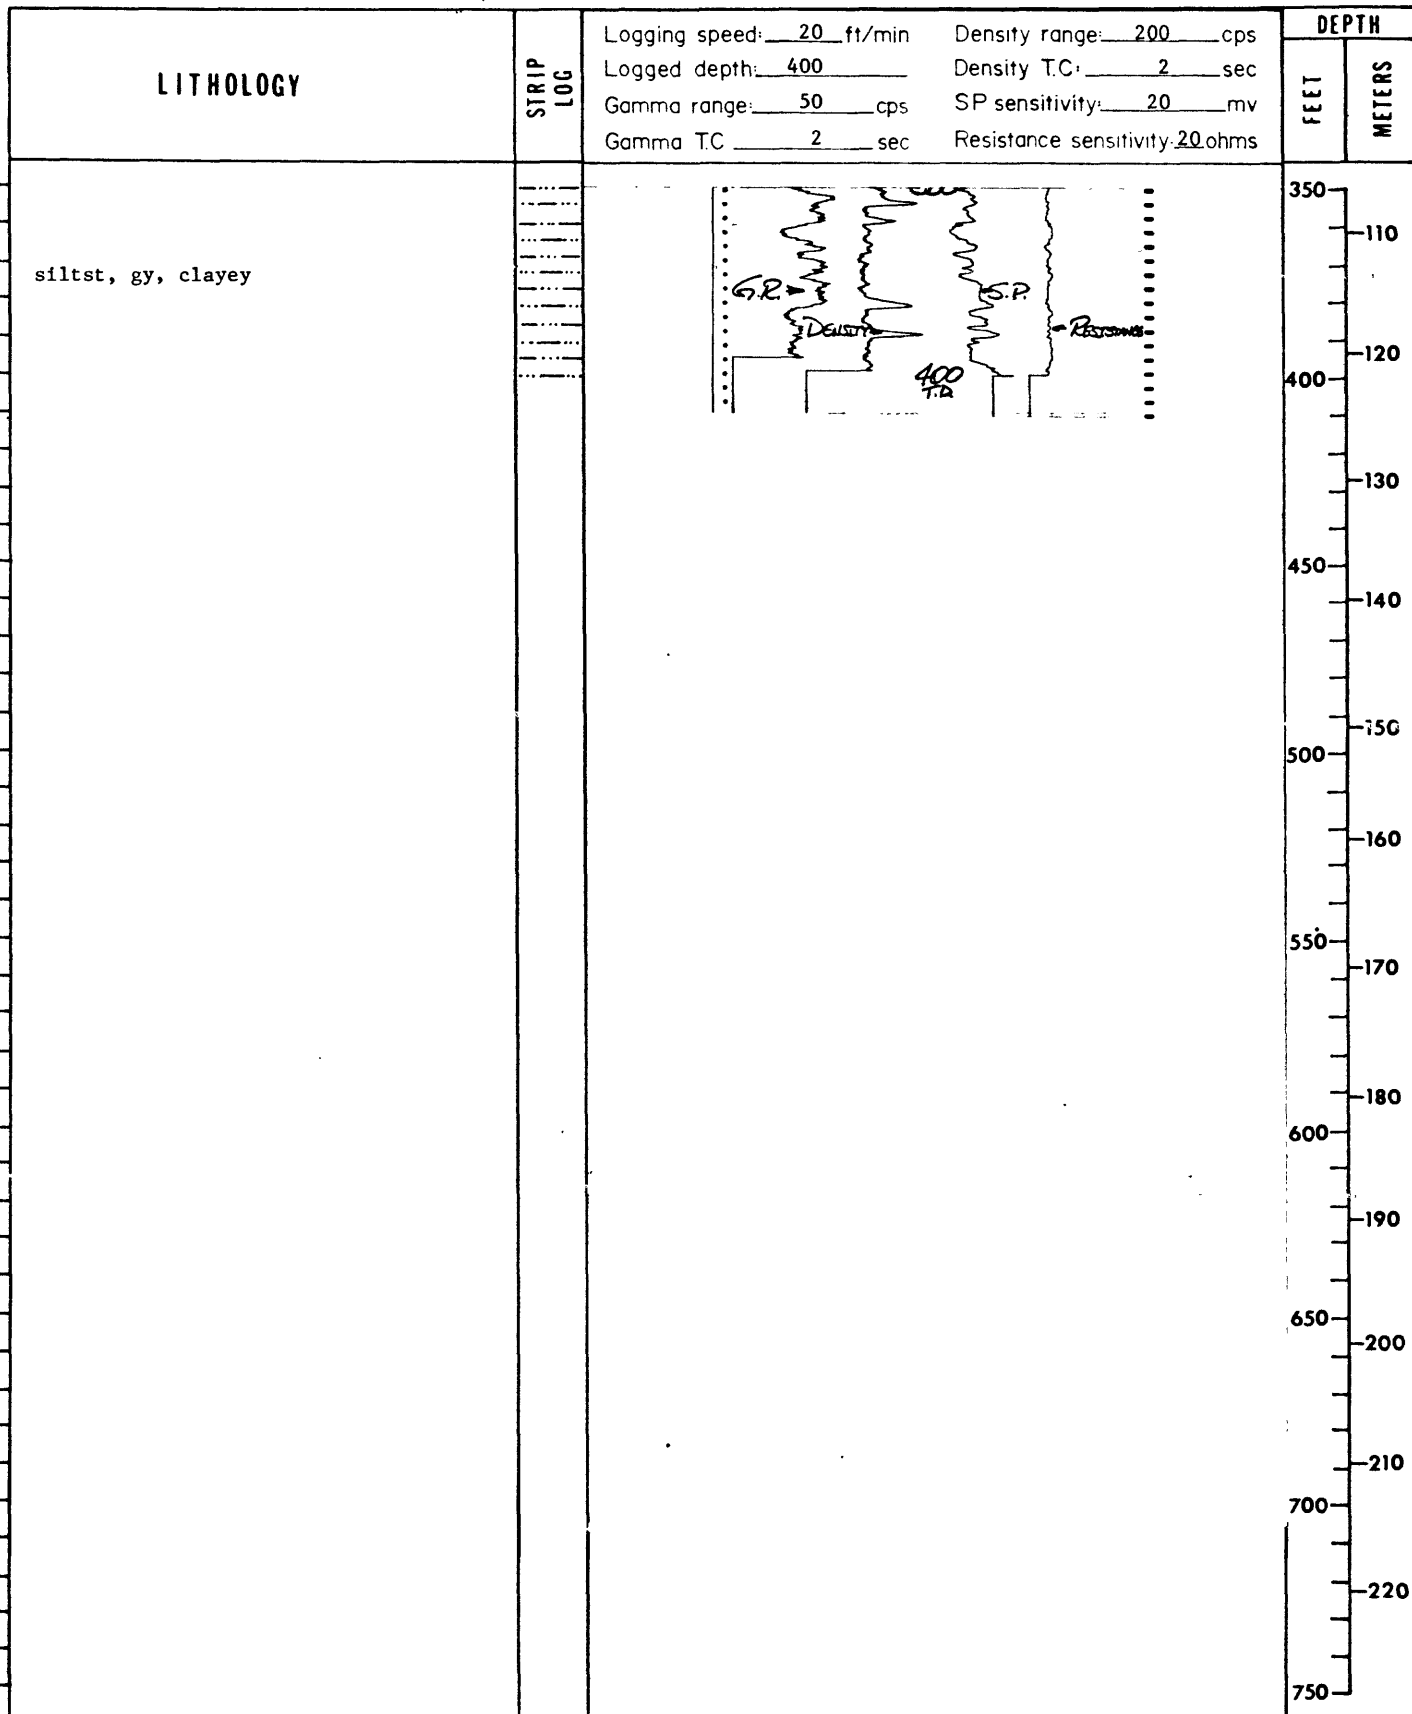 LITHOLOGY
STRIP LOG
Logging speed: 20 ft/min
Logged depth: 400
Gamma range: 50 cps
Gamma T.C 2 sec
Density range: 200 cps
Density T.C: 2 sec
SP sensitivity: 20 mv
Resistance sensitivity: 20 ohms
DEPTH
FEET
METERS
siltst, gy, clayey
G.R.
DENSITY
S.P.
RESISTANCE
400
T.D.
350
110
120
400
130
450
140
150
500
160
550
170
180
600
190
650
200
210
700
220
750